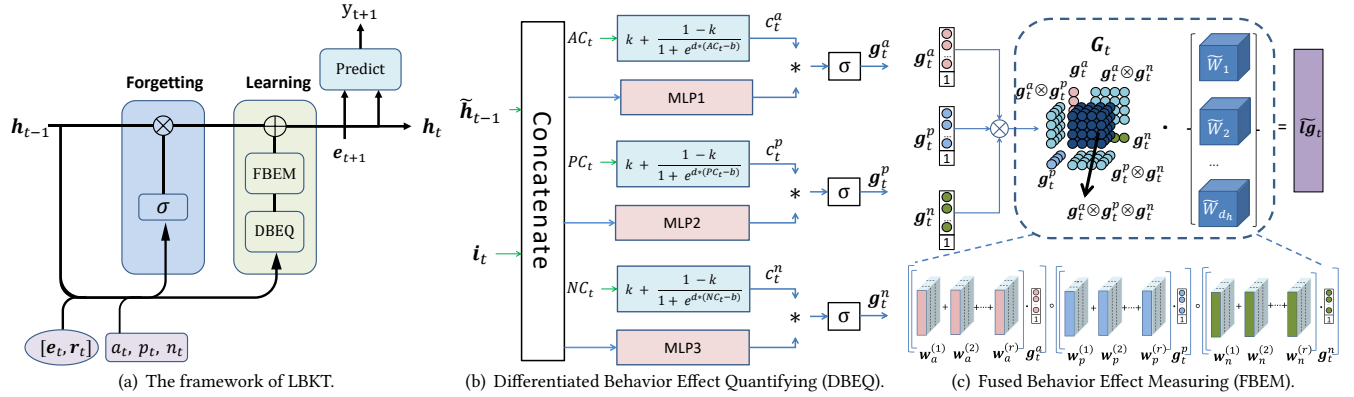 y_{t+1}
Predict
Forgetting
Learning
h_{t-1}
h_t
e_{t+1}
FBEM
σ
DBEQ
[e_t, r_t]
a_t, p_t, n_t
(a) The framework of LBKT.
h̃_{t-1}
i_t
Concatenate
AC_t
k + (1 − k) / (1 + e^{d*(AC_t−b)})
c_t^a
*
σ
g_t^a
MLP1
PC_t
k + (1 − k) / (1 + e^{d*(PC_t−b)})
c_t^p
*
σ
g_t^p
MLP2
NC_t
k + (1 − k) / (1 + e^{d*(NC_t−b)})
c_t^n
*
σ
g_t^n
MLP3
(b) Differentiated Behavior Effect Quantifying (DBEQ).
g_t^a
...
1
g_t^p
...
1
g_t^n
...
1
G_t
g_t^a
g_t^a⊗g_t^n
g_t^a⊗g_t^p
g_t^n
g_t^p
g_t^p⊗g_t^n
g_t^a⊗g_t^p⊗g_t^n
·
W̃_1
W̃_2
...
W̃_{d_h}
=
l̃g_t
+ + ····· + · 1 ∘ + + ····· + · 1 ∘ + + ····· + · 1
w_a^{(1)} w_a^{(2)} w_a^{(r)} g_t^a w_p^{(1)} w_p^{(2)} w_p^{(r)} g_t^p w_n^{(1)} w_n^{(2)} w_n^{(r)} g_t^n
(c) Fused Behavior Effect Measuring (FBEM).